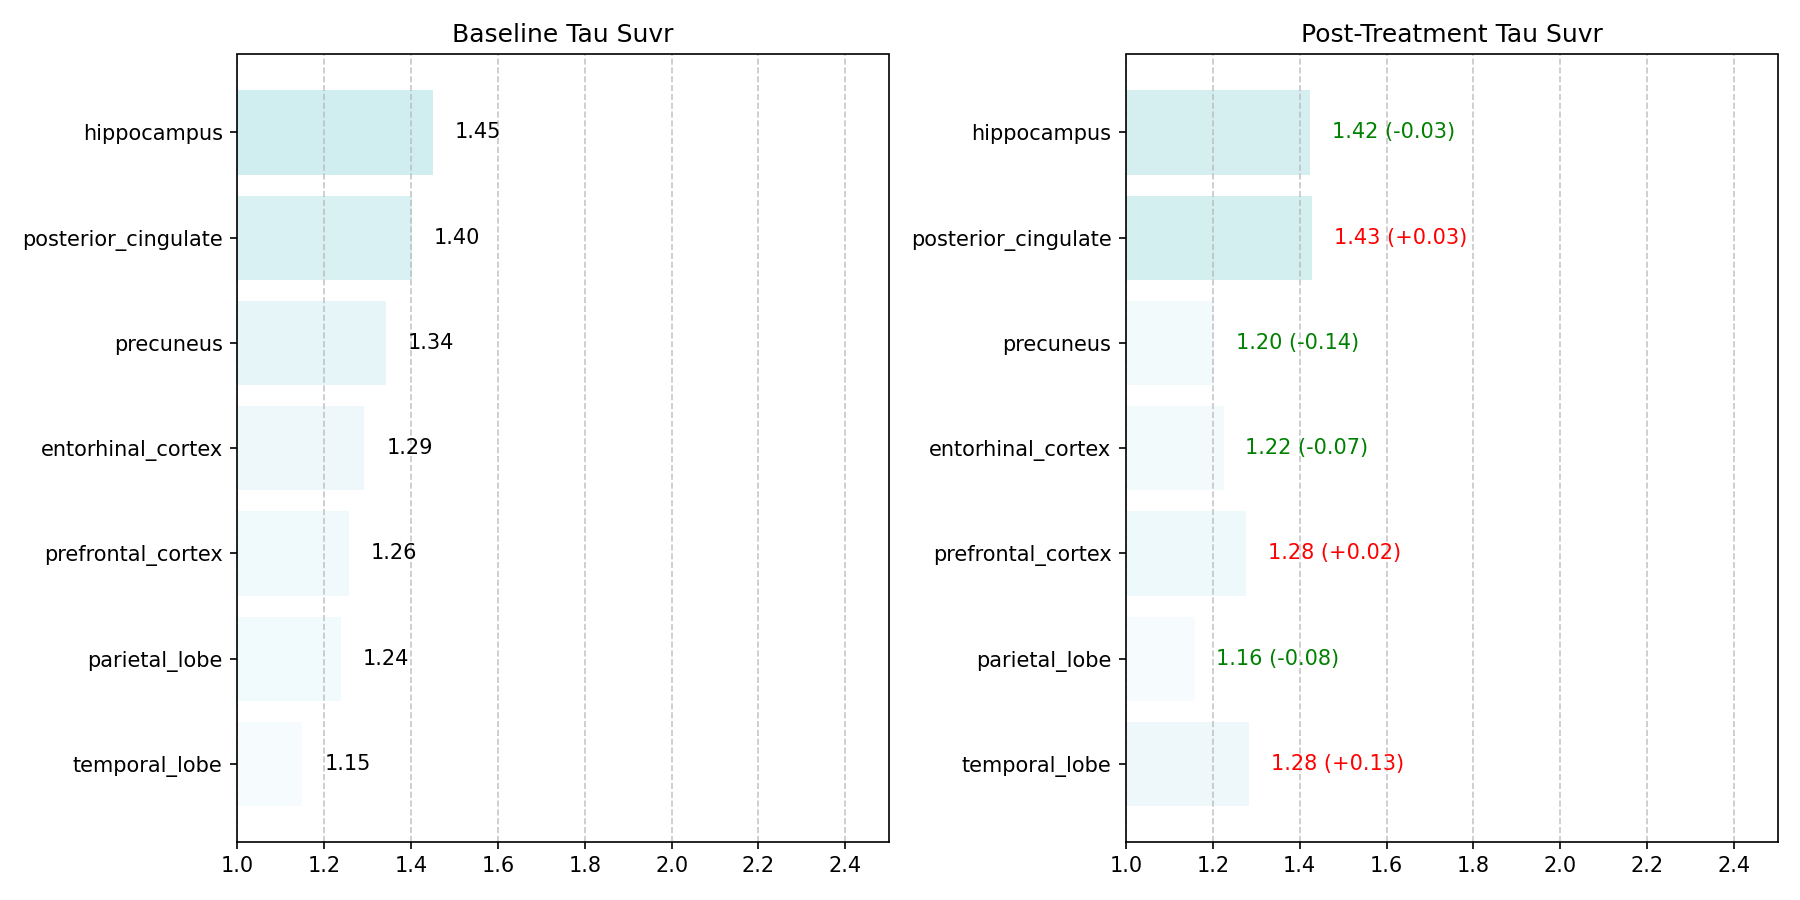 Baseline Tau Suvr
hippocampus 1.45
posterior_cingulate 1.40
precuneus 1.34
entorhinal_cortex 1.29
prefrontal_cortex 1.26
parietal_lobe 1.24
temporal_lobe 1.15
1.0 1.2 1.4 1.6 1.8 2.0 2.2 2.4
Post-Treatment Tau Suvr
hippocampus 1.42 (-0.03)
posterior_cingulate 1.43 (+0.03)
precuneus 1.20 (-0.14)
entorhinal_cortex 1.22 (-0.07)
prefrontal_cortex 1.28 (+0.02)
parietal_lobe 1.16 (-0.08)
temporal_lobe 1.28 (+0.13)
1.0 1.2 1.4 1.6 1.8 2.0 2.2 2.4